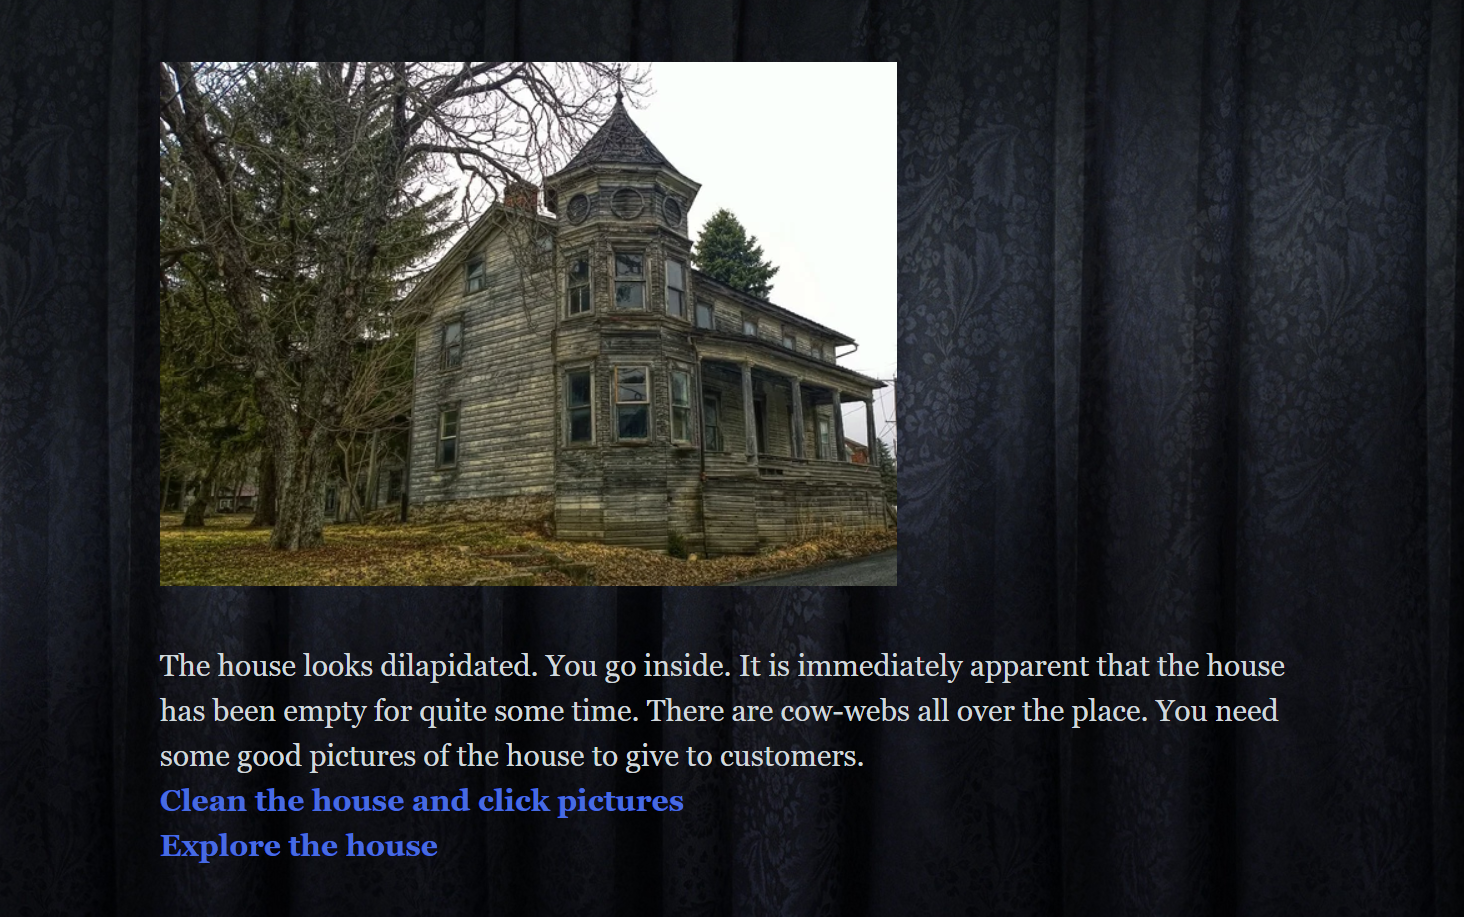 The house looks dilapidated. You go inside. It is immediately apparent that the house
has been empty for quite some time. There are cow-webs all over the place. You need
some good pictures of the house to give to customers.
Clean the house and click pictures
Explore the house